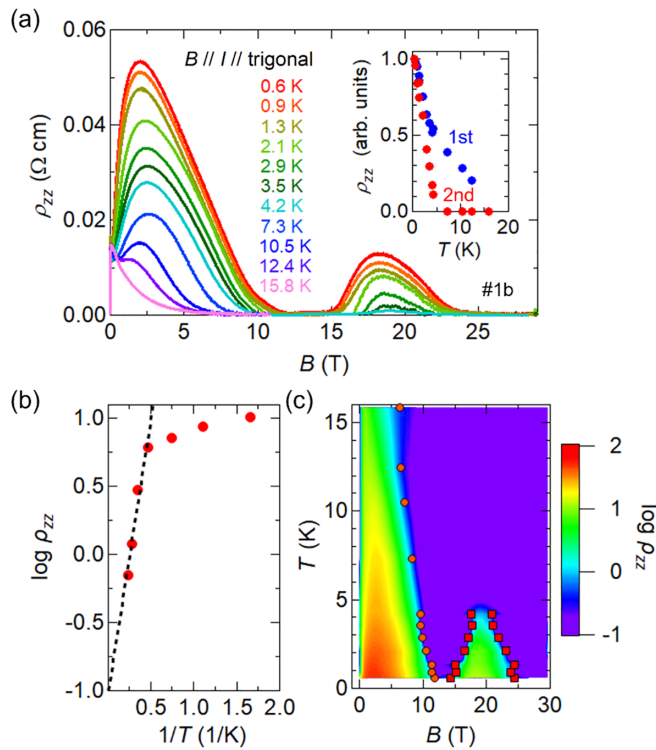 (a)
0.06
0.04
0.02
0.00
ρzz (Ω cm)
B // I // trigonal
0.6 K
0.9 K
1.3 K
2.1 K
2.9 K
3.5 K
4.2 K
7.3 K
10.5 K
12.4 K
15.8 K
1.0
0.5
0.0
ρzz (arb. units)
1st
2nd
0 5 10 15 20
T (K)
#1b
0 5 10 15 20 25
B (T)
(b)
1.0
0.5
0.0
-0.5
-1.0
log ρzz
0.5 1.0 1.5 2.0
1/T (1/K)
(c)
15
10
5
0
T (K)
0 10 20 30
B (T)
2
1
0
-1
log ρzz